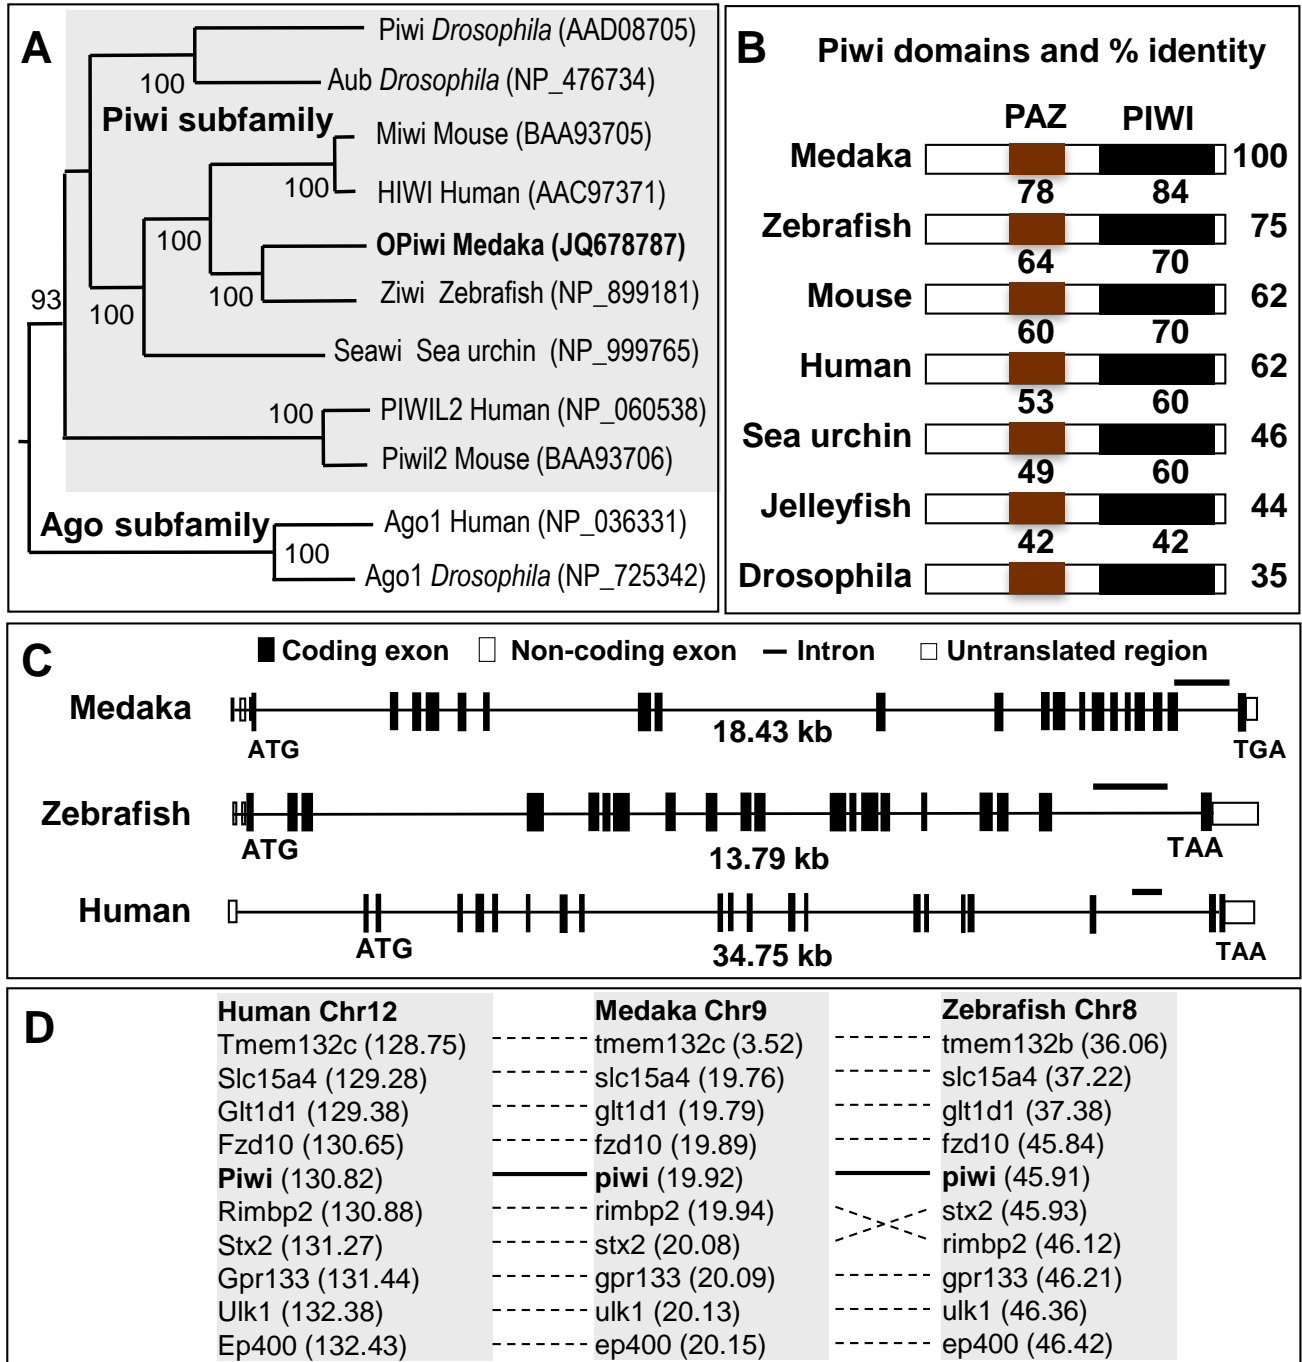 A
Piwi Drosophila (AAD08705)
100
Aub Drosophila (NP_476734)
Piwi subfamily
Miwi Mouse (BAA93705)
100
HIWI Human (AAC97371)
100
OPiwi Medaka (JQ678787)
100
Ziwi Zebrafish (NP_899181)
93
100
Seawi Sea urchin (NP_999765)
100
PIWIL2 Human (NP_060538)
Piwil2 Mouse (BAA93706)
Ago subfamily
Ago1 Human (NP_036331)
100
Ago1 Drosophila (NP_725342)
B Piwi domains and % identity
PAZ PIWI
Medaka 100
78 84
Zebrafish 75
64 70
Mouse 62
60 70
Human 62
53 60
Sea urchin 46
49 60
Jelleyfish 44
42 42
Drosophila 35
C
Coding exon Non-coding exon Intron Untranslated region
Medaka
18.43 kb
ATG TGA
Zebrafish
ATG TAA
13.79 kb
Human
ATG TAA
34.75 kb
D
Human Chr12 Medaka Chr9 Zebrafish Chr8
Tmem132c (128.75) tmem132c (3.52) tmem132b (36.06)
Slc15a4 (129.28) slc15a4 (19.76) slc15a4 (37.22)
Glt1d1 (129.38) glt1d1 (19.79) glt1d1 (37.38)
Fzd10 (130.65) fzd10 (19.89) fzd10 (45.84)
Piwi (130.82) piwi (19.92) piwi (45.91)
Rimbp2 (130.88) rimbp2 (19.94) stx2 (45.93)
Stx2 (131.27) stx2 (20.08) rimbp2 (46.12)
Gpr133 (131.44) gpr133 (20.09) gpr133 (46.21)
Ulk1 (132.38) ulk1 (20.13) ulk1 (46.36)
Ep400 (132.43) ep400 (20.15) ep400 (46.42)